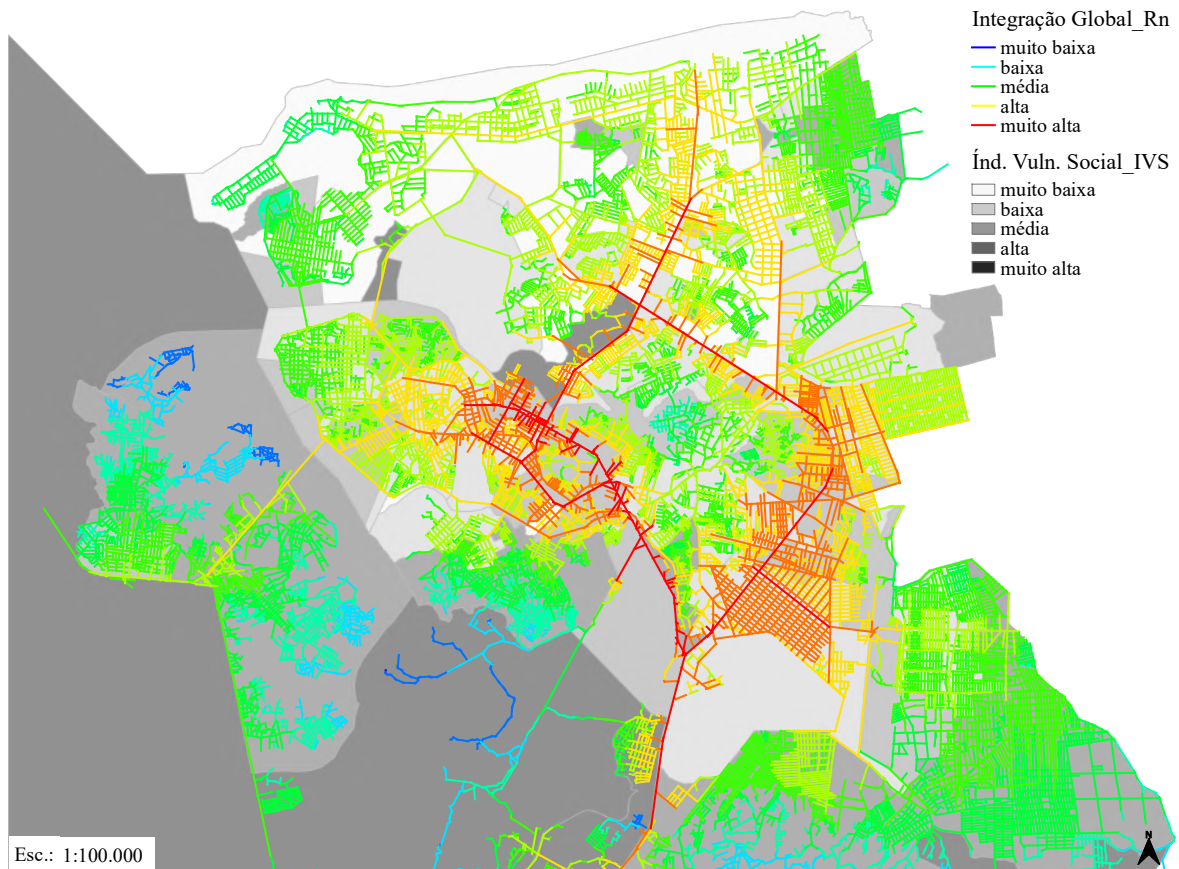 Integração Global_Rn
muito baixa
baixa
média
alta
muito alta
Índ. Vuln. Social_IVS
muito baixa
baixa
média
alta
muito alta
Esc.: 1:100.000
N